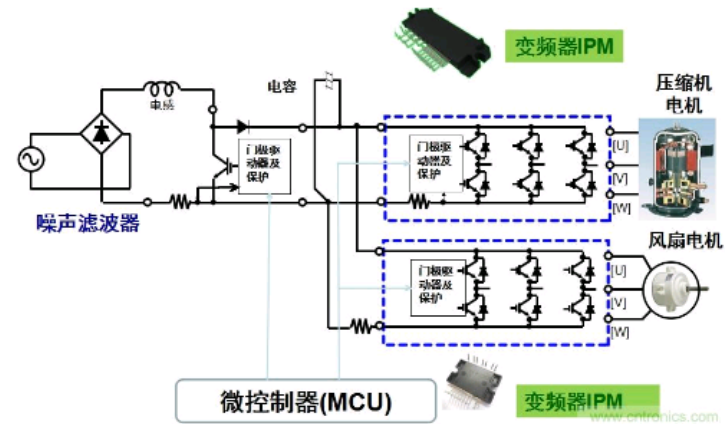 变频器IPM
压缩机
电机
电感
电容
门极驱
动器及
保护
门极驱
动器及
保护
[U]
[V]
[W]
噪声滤波器
风扇电机
门极驱
动器及
保护
[U]
[V]
[W]
微控制器(MCU)
变频器IPM
www.cntronics.com